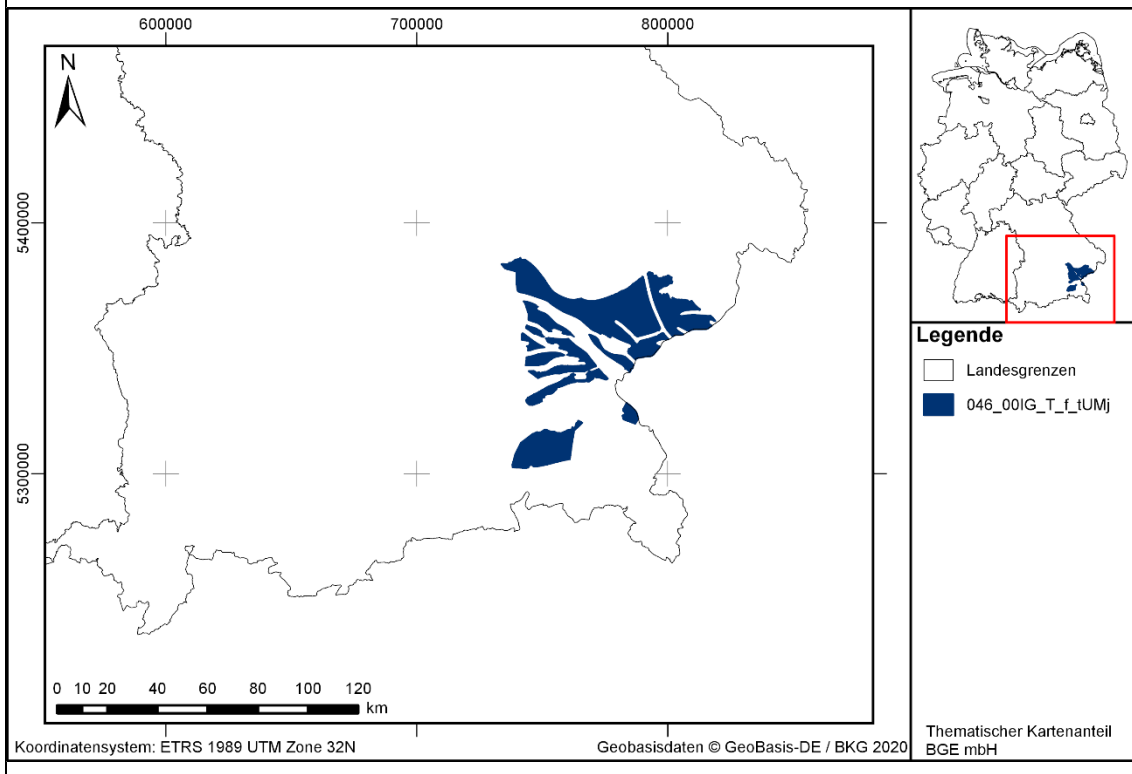 600000 700000 800000
N
5400000
5300000
0 10 20 40 60 80 100 120
km
Koordinatensystem: ETRS 1989 UTM Zone 32N
Geobasisdaten © GeoBasis-DE / BKG 2020
Legende
Landesgrenzen
046_00IG_T_f_tUMj
Thematischer Kartenanteil
BGE mbH